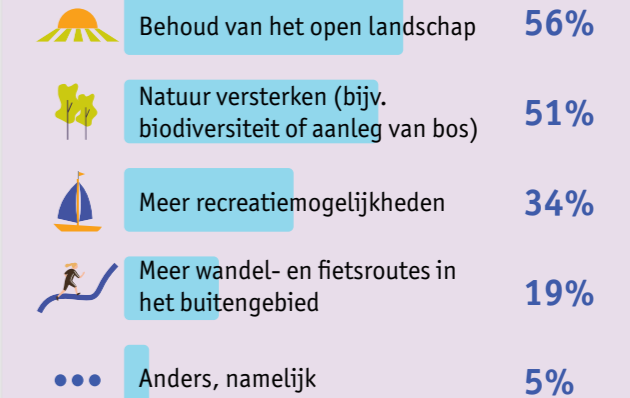 Behoud van het open landschap 56%
Natuur versterken (bijv.
biodiversiteit of aanleg van bos) 51%
Meer recreatiemogelijkheden 34%
Meer wandel- en fietsroutes in
het buitengebied 19%
Anders, namelijk 5%